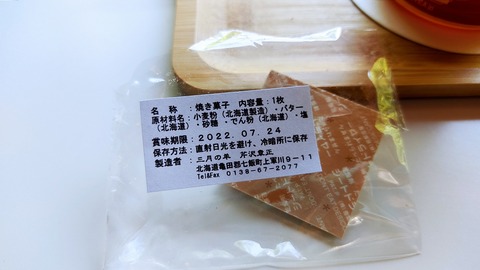 名　称　：焼き菓子　内容量：1枚
原材料名：小麦粉（北海道製造）・バター
（北海道）・砂糖・でん粉（北海道）・塩
賞味期限：2022.07.24
保存方法：直射日光を避け、冷暗所に保存
製造者　：三月の羊　芹沢章正
北海道亀田郡七飯町上軍川9-11
Tel&Fax 0138-67-2077